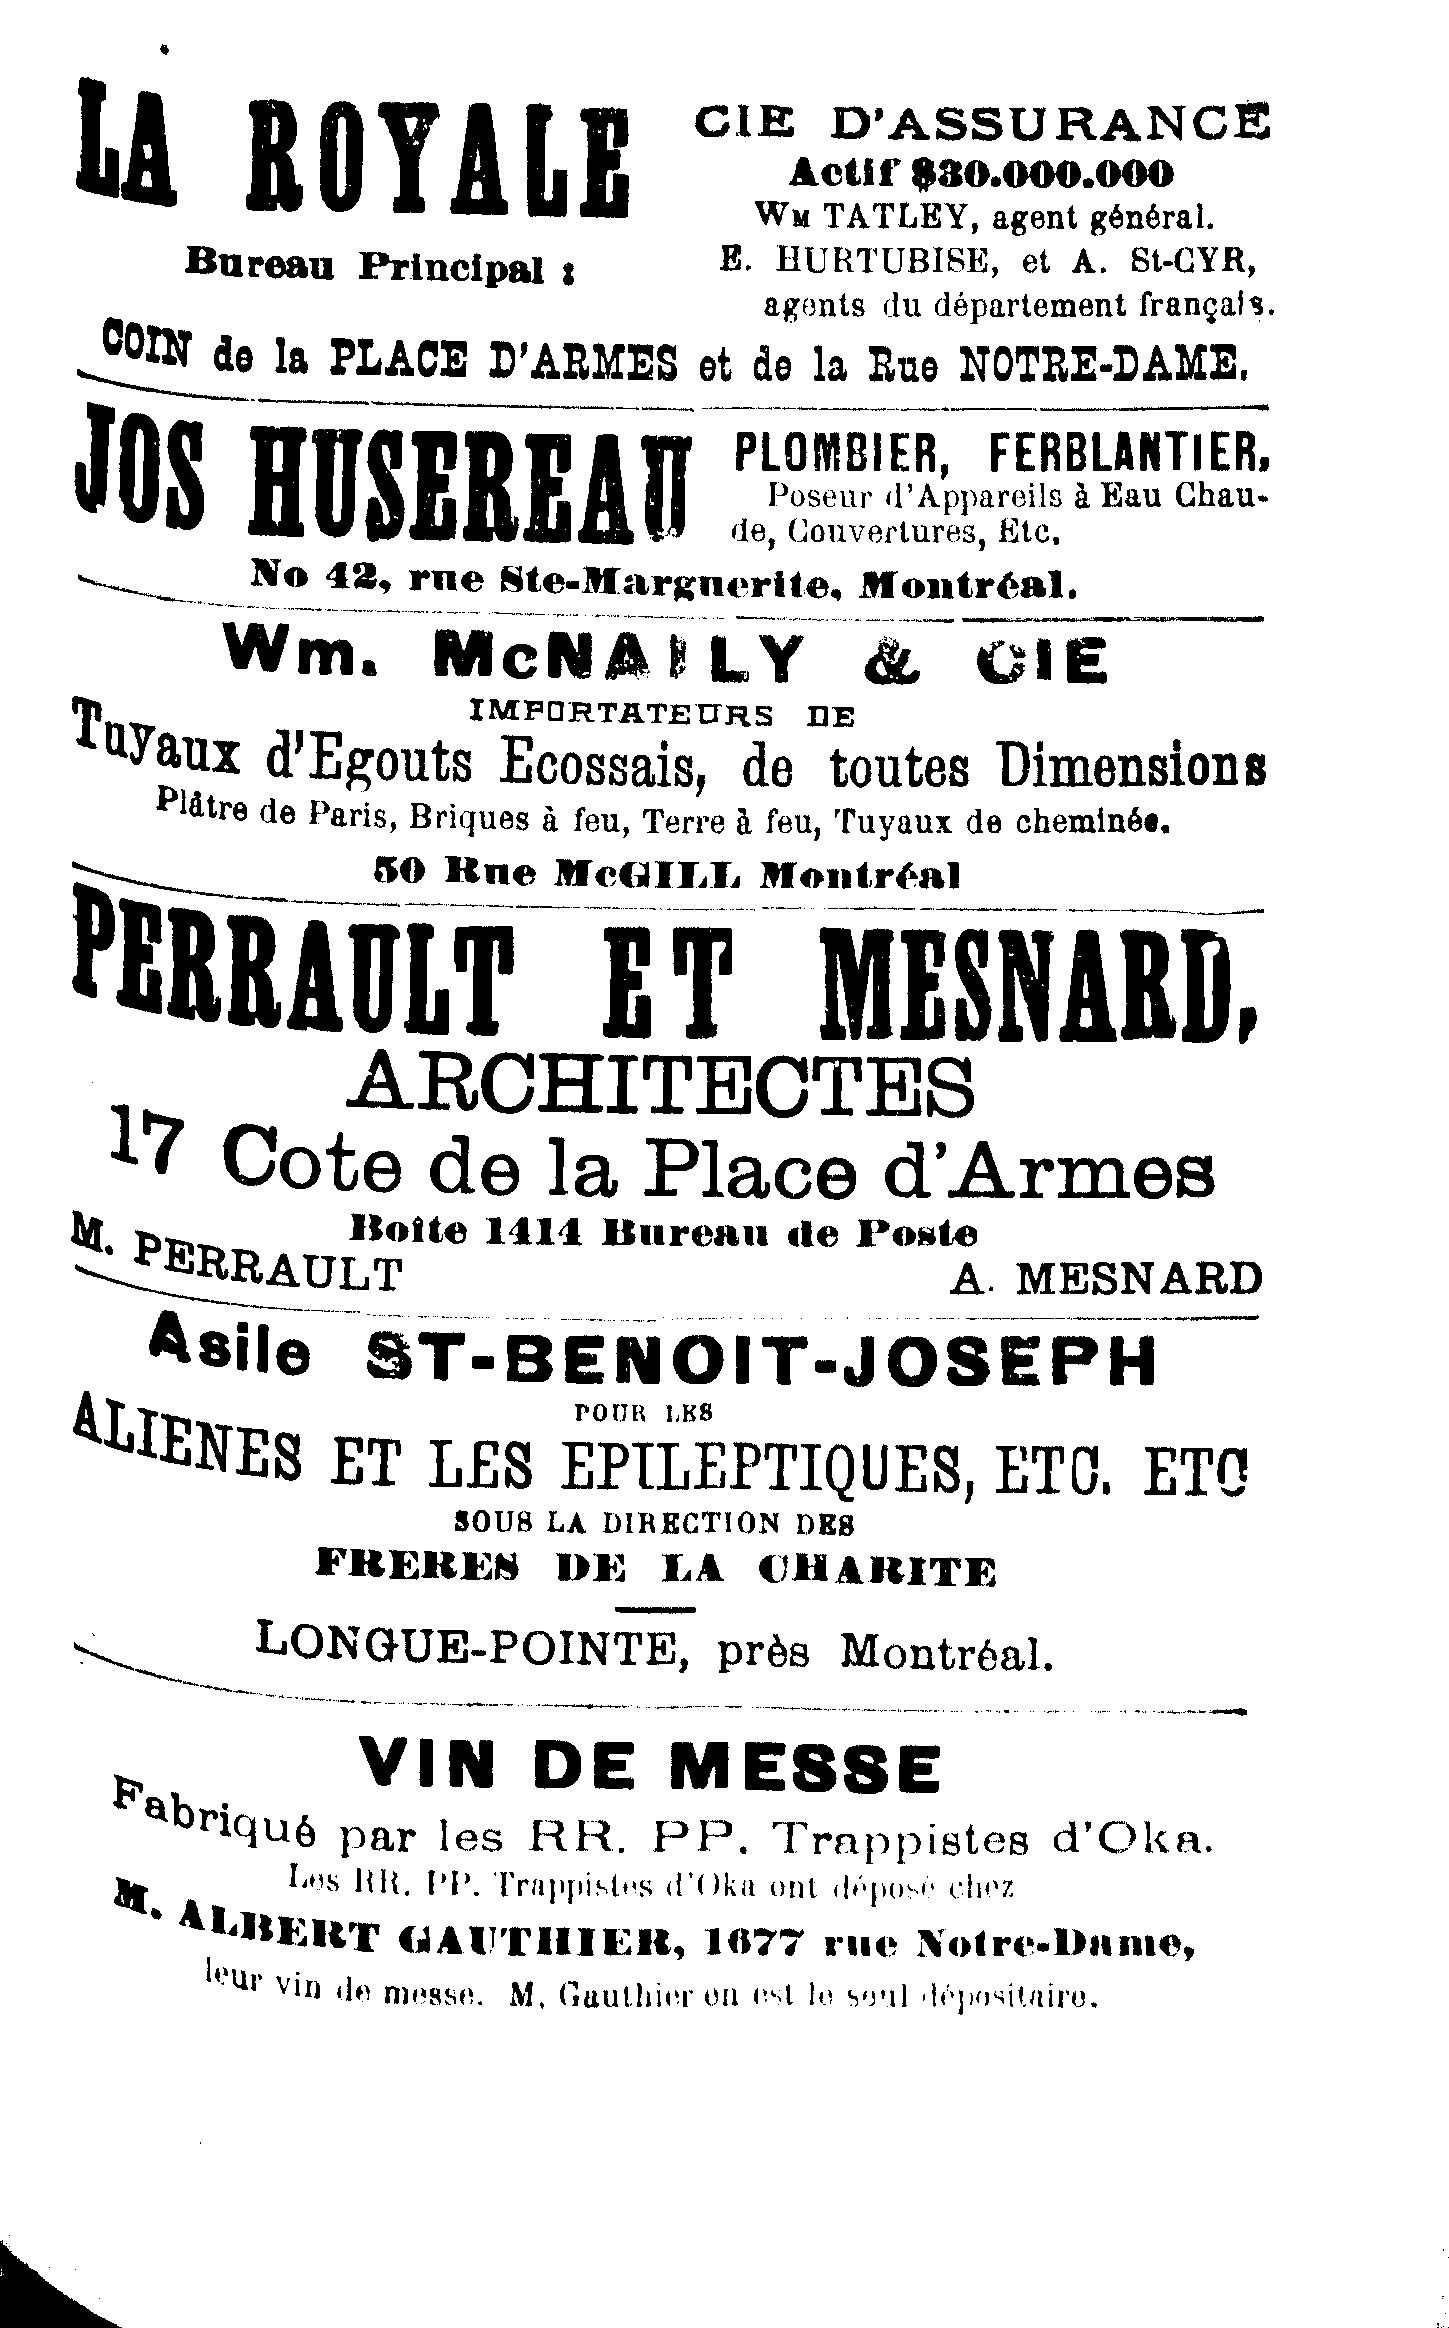 LA ROYALE
CIE D'ASSURANCE
Actif $30.000.000
WM TATLEY, agent général.
Bureau Principal :
E. HURTUBISE, et A. St-CYR,
agents du département français.
COIN de la PLACE D'ARMES et de la Rue NOTRE-DAME.
JOS HUSEREAU
PLOMBIER, FERBLANTIER,
Poseur d'Appareils à Eau Chau-
de, Couvertures, Etc.
No 42, rue Ste-Marguerite, Montréal.
Wm. McNAILY & CIE
IMPORTATEURS DE
Tuyaux d'Egouts Ecossais, de toutes Dimensions
Plâtre de Paris, Briques à feu, Terre à feu, Tuyaux de cheminée.
50 Rue McGILL Montréal
PERRAULT ET MESNARD,
ARCHITECTES
17 Cote de la Place d'Armes
Boîte 1414 Bureau de Poste
M. PERRAULT A. MESNARD
Asile ST-BENOIT-JOSEPH
POUR LES
ALIENES ET LES EPILEPTIQUES, ETC. ETC
SOUS LA DIRECTION DES
FRERES DE LA CHARITE
LONGUE-POINTE, près Montréal.
VIN DE MESSE
Fabriqué par les RR. PP. Trappistes d'Oka.
Les RR. PP. Trappistes d'Oka ont déposé chez
M. ALBERT GAUTHIER, 1677 rue Notre-Dame,
leur vin de messe. M. Gauthier en est le seul dépositaire.